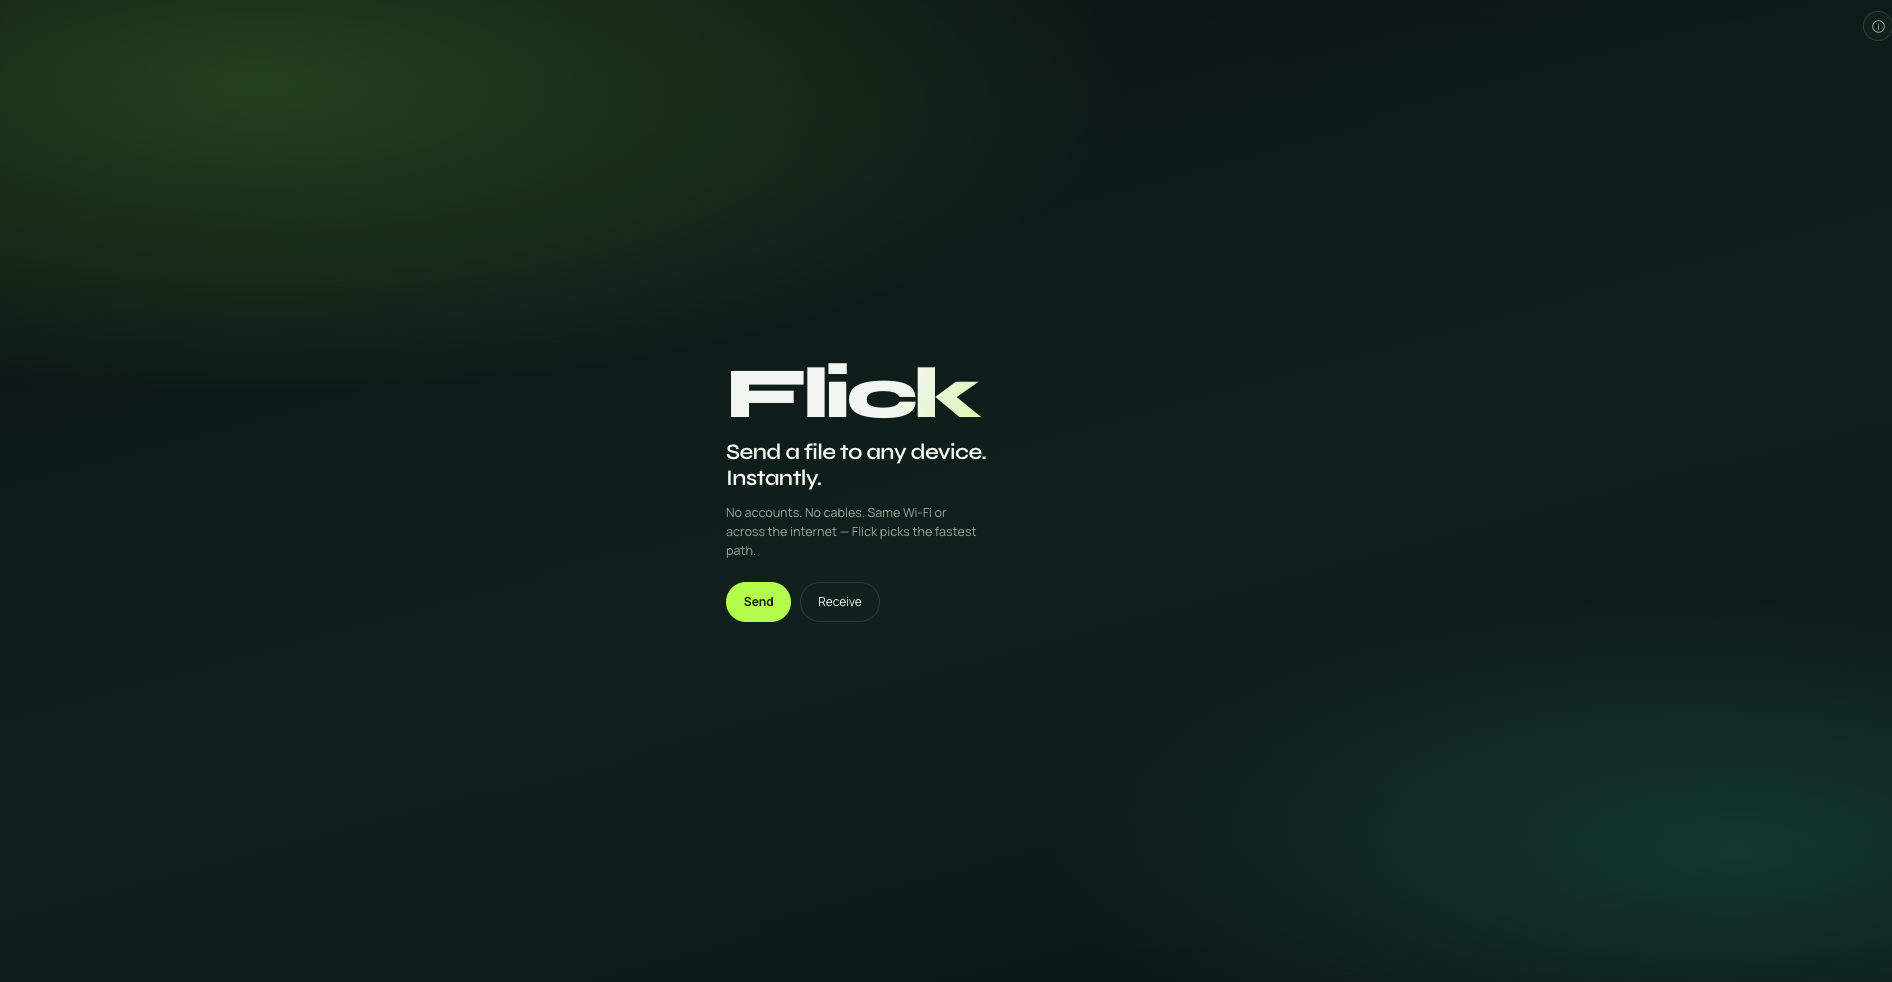 Flick
Send a file to any device.
Instantly.
No accounts. No cables. Same Wi-Fi or
across the internet — Flick picks the fastest
path.
Send
Receive